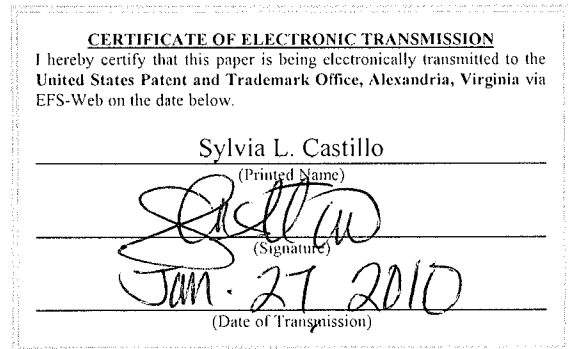 CERTIFICATE OF ELECTRONIC TRANSMISSION
I hereby certify that this paper is being electronically transmitted to the
United States Patent and Trademark Office, Alexandria, Virginia via
EFS-Web on the date below.
Sylvia L. Castillo
(Printed Name)
(Signature)
Jan. 27 2010
(Date of Transmission)